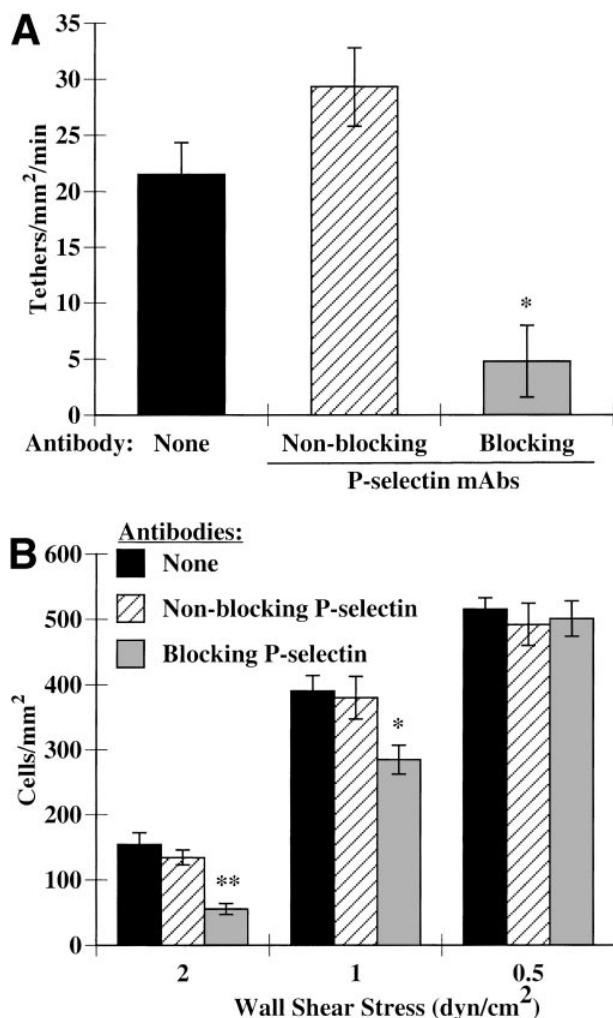 A
35
30
25
20
15
10
5
0
Tethers/mm²/min
*
Antibody: None Non-blocking Blocking
P-selectin mAbs
B
Antibodies:
None
Non-blocking P-selectin
Blocking P-selectin
600
500
400
300
200
100
0
Cells/mm²
**
*
2 1 0.5
Wall Shear Stress (dyn/cm²)